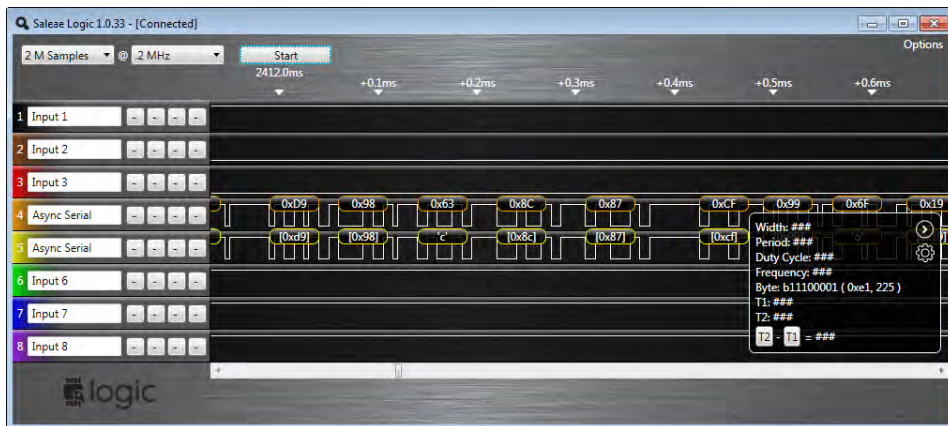 Saleae Logic 1.0.33 - [Connected]
2 M Samples @ 2 MHz Start Options
2412.0ms +0.1ms +0.2ms +0.3ms +0.4ms +0.5ms +0.6ms
1 Input 1 - - - -
2 Input 2 - - - -
3 Input 3 - - - -
4 Async Serial - - - - 0xD9 0x98 0x63 0x8C 0x87 0xCF 0x99 0x6F 0x19
5 Async Serial - - - - [0xd9] [0x98] 'c' [0x8c] [0x87] [0xcf]
6 Input 6 - - - -
7 Input 7 - - - -
8 Input 8 - - - -
Width: ###
Period: ###
Duty Cycle: ###
Frequency: ###
Byte: b11100001 ( 0xe1, 225 )
T1: ###
T2: ###
T2 - T1 = ###
logic